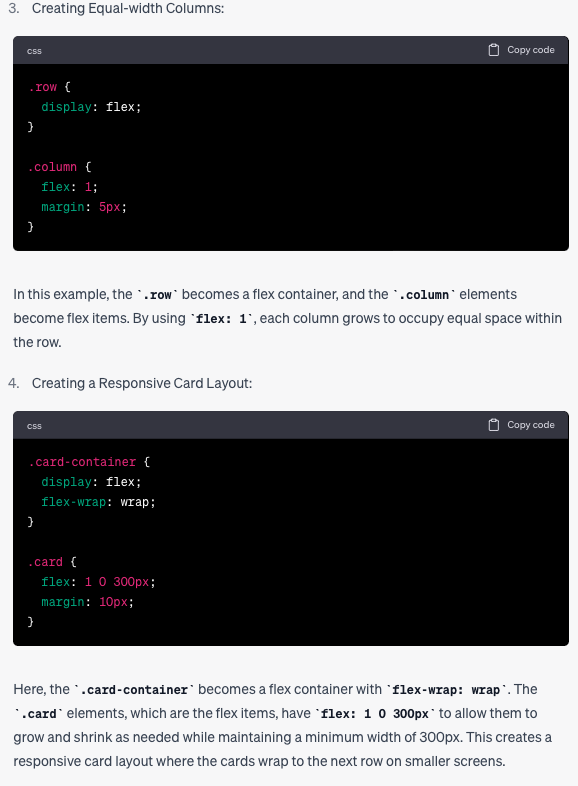 3. Creating Equal-width Columns:
css Copy code
.row {
  display: flex;
}

.column {
  flex: 1;
  margin: 5px;
}

In this example, the `.row` becomes a flex container, and the `.column` elements
become flex items. By using `flex: 1`, each column grows to occupy equal space within
the row.
4. Creating a Responsive Card Layout:
css Copy code
.card-container {
  display: flex;
  flex-wrap: wrap;
}

.card {
  flex: 1 0 300px;
  margin: 10px;
}

Here, the `.card-container` becomes a flex container with `flex-wrap: wrap`. The
`.card` elements, which are the flex items, have `flex: 1 0 300px` to allow them to
grow and shrink as needed while maintaining a minimum width of 300px. This creates a
responsive card layout where the cards wrap to the next row on smaller screens.